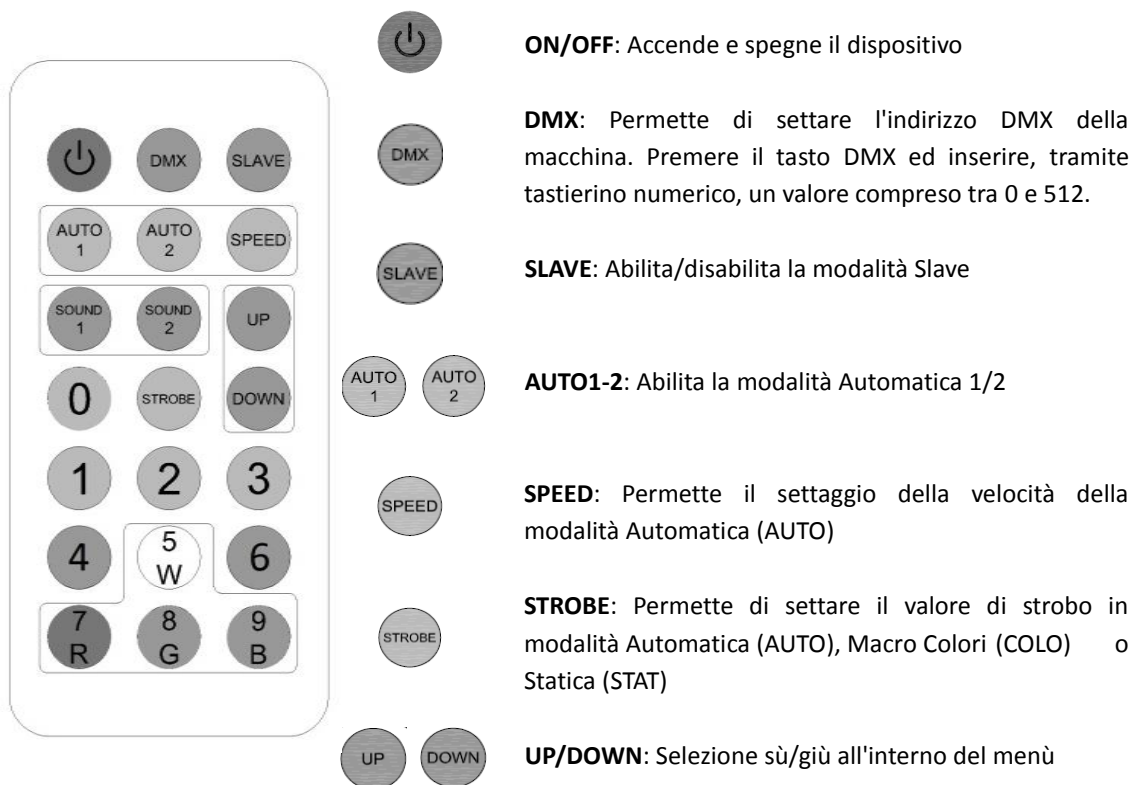 DMX
SLAVE
AUTO
1
AUTO
2
SPEED
SOUND
1
SOUND
2
UP
0
STROBE
DOWN
1
2
3
4
5
W
6
7
R
8
G
9
B
ON/OFF: Accende e spegne il dispositivo
DMX
DMX: Permette di settare l'indirizzo DMX della
macchina. Premere il tasto DMX ed inserire, tramite
tastierino numerico, un valore compreso tra 0 e 512.
SLAVE
SLAVE: Abilita/disabilita la modalità Slave
AUTO
1
AUTO
2
AUTO1-2: Abilita la modalità Automatica 1/2
SPEED
SPEED: Permette il settaggio della velocità della
modalità Automatica (AUTO)
STROBE
STROBE: Permette di settare il valore di strobo in
modalità Automatica (AUTO), Macro Colori (COLO) o
Statica (STAT)
UP
DOWN
UP/DOWN: Selezione sù/giù all'interno del menù